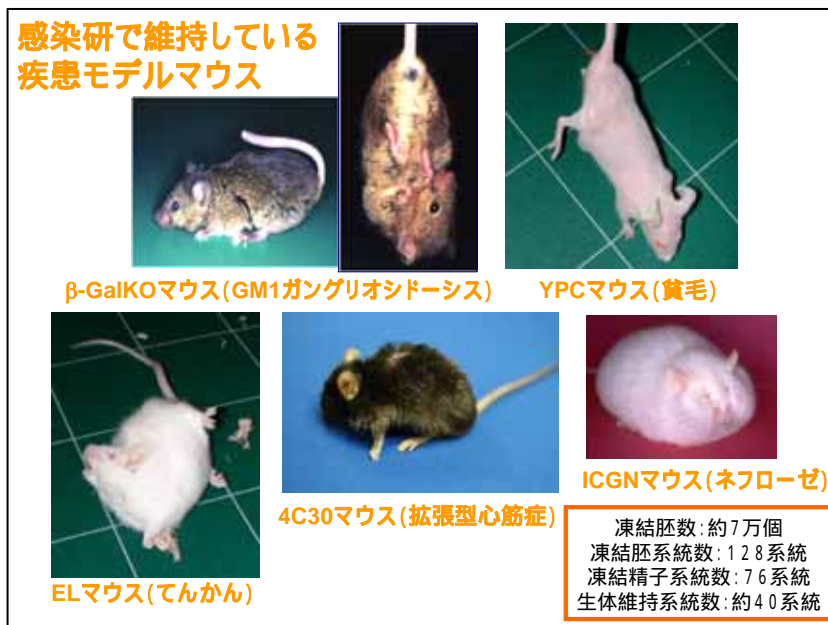 感染研で維持している
疾患モデルマウス
β-GalKOマウス(GM1ガングリオシドーシス)
YPCマウス(貧毛)
ELマウス(てんかん)
4C30マウス(拡張型心筋症)
ICGNマウス(ネフローゼ)
凍結胚数:約7万個
凍結胚系統数:128系統
凍結精子系統数:76系統
生体維持系統数:約40系統